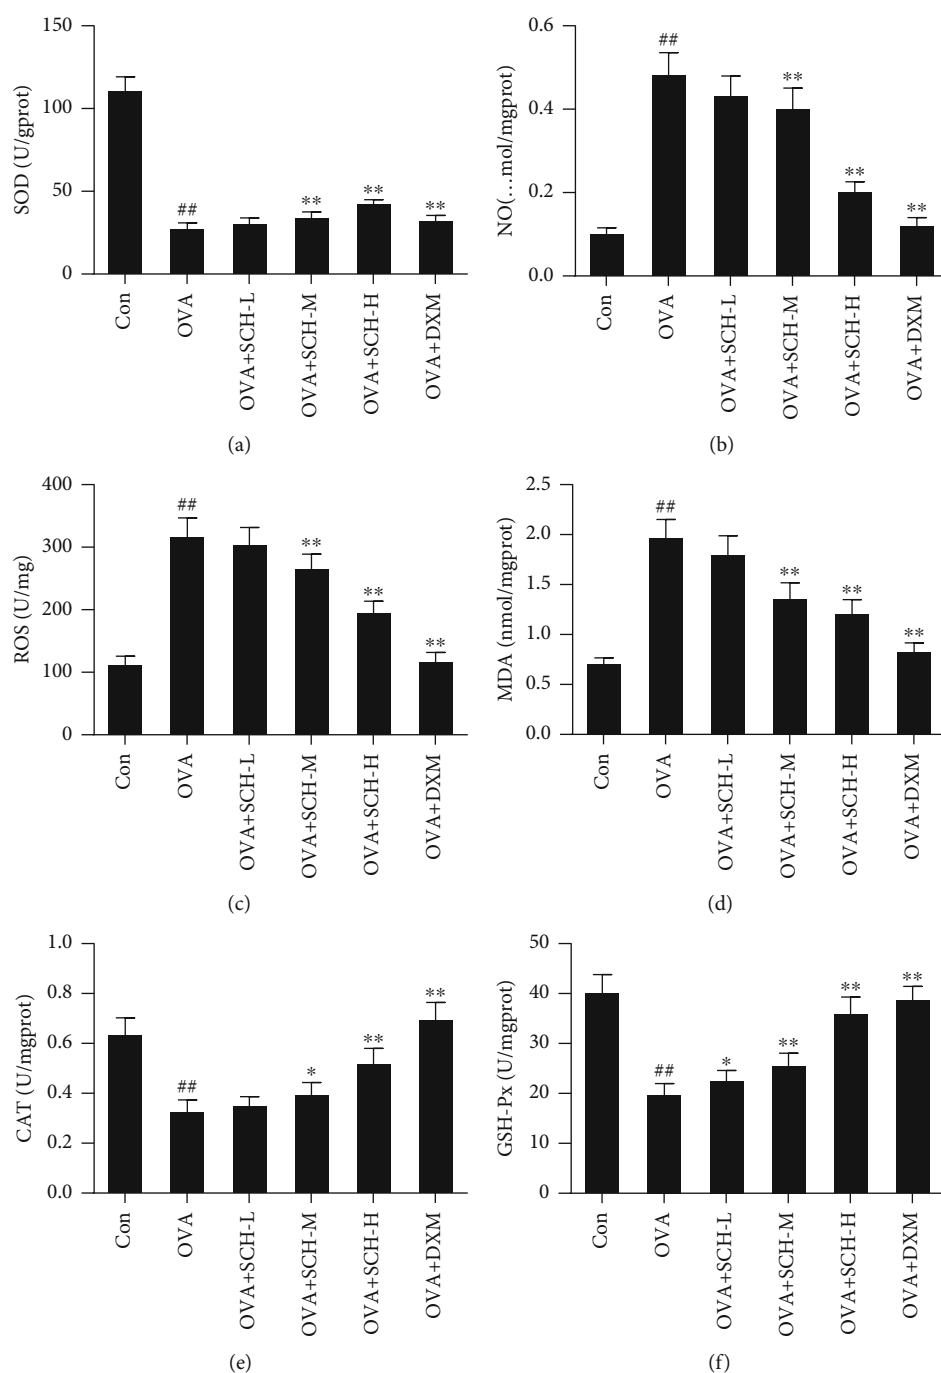 150
100
50
0
SOD (U/gprot)
##
**
**
**
Con
OVA
OVA+SCH-L
OVA+SCH-M
OVA+SCH-H
OVA+DXM
(a)
0.6
0.4
0.2
0.0
NO(...mol/mgprot)
##
**
**
**
Con
OVA
OVA+SCH-L
OVA+SCH-M
OVA+SCH-H
OVA+DXM
(b)
400
300
200
100
0
ROS (U/mg)
##
**
**
**
Con
OVA
OVA+SCH-L
OVA+SCH-M
OVA+SCH-H
OVA+DXM
(c)
2.5
2.0
1.5
1.0
0.5
0.0
MDA (nmol/mgprot)
##
**
**
**
Con
OVA
OVA+SCH-L
OVA+SCH-M
OVA+SCH-H
OVA+DXM
(d)
1.0
0.8
0.6
0.4
0.2
0.0
CAT (U/mgprot)
##
*
**
**
Con
OVA
OVA+SCH-L
OVA+SCH-M
OVA+SCH-H
OVA+DXM
(e)
50
40
30
20
10
0
GSH-Px (U/mgprot)
##
*
**
**
**
Con
OVA
OVA+SCH-L
OVA+SCH-M
OVA+SCH-H
OVA+DXM
(f)